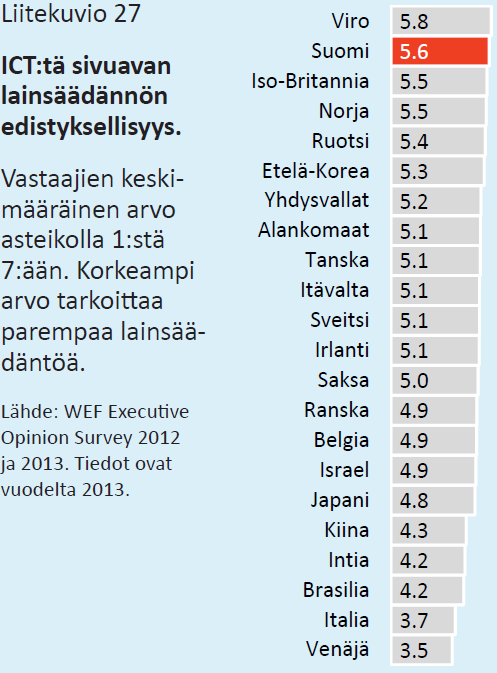 Liitekuvio 27
ICT:tä sivuavan
lainsäädännön
edistyksellisyys.
Vastaajien keski-
määräinen arvo
asteikolla 1:stä
7:ään. Korkeampi
arvo tarkoittaa
parempaa lainsää-
däntöä.
Lähde: WEF Executive
Opinion Survey 2012
ja 2013. Tiedot ovat
vuodelta 2013.
Viro 5.8
Suomi 5.6
Iso-Britannia 5.5
Norja 5.5
Ruotsi 5.4
Etelä-Korea 5.3
Yhdysvallat 5.2
Alankomaat 5.1
Tanska 5.1
Itävalta 5.1
Sveitsi 5.1
Irlanti 5.1
Saksa 5.0
Ranska 4.9
Belgia 4.9
Israel 4.9
Japani 4.8
Kiina 4.3
Intia 4.2
Brasilia 4.2
Italia 3.7
Venäjä 3.5